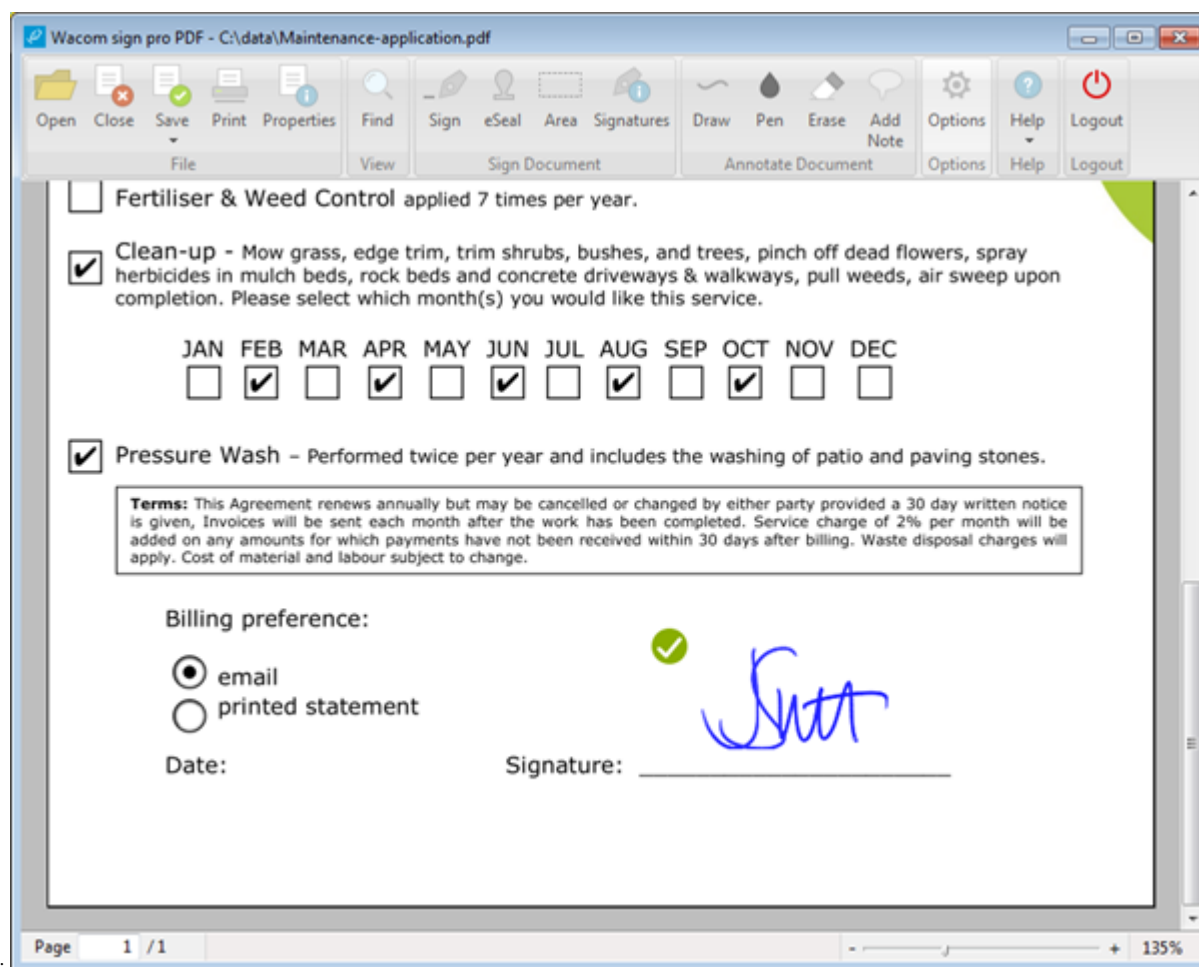 Wacom sign pro PDF - C:\data\Maintenance-application.pdf
Open Close Save Print Properties Find Sign eSeal Area Signatures Draw Pen Erase Add Note Options Help Logout
File View Sign Document Annotate Document Options Help Logout
Fertiliser & Weed Control applied 7 times per year.
Clean-up - Mow grass, edge trim, trim shrubs, bushes, and trees, pinch off dead flowers, spray
herbicides in mulch beds, rock beds and concrete driveways & walkways, pull weeds, air sweep upon
completion. Please select which month(s) you would like this service.
JAN FEB MAR APR MAY JUN JUL AUG SEP OCT NOV DEC
Pressure Wash – Performed twice per year and includes the washing of patio and paving stones.
Terms: This Agreement renews annually but may be cancelled or changed by either party provided a 30 day written notice
is given, Invoices will be sent each month after the work has been completed. Service charge of 2% per month will be
added on any amounts for which payments have not been received within 30 days after billing. Waste disposal charges will
apply. Cost of material and labour subject to change.
Billing preference:
email
printed statement
Date: Signature:
Page 1 /1 - + 135%